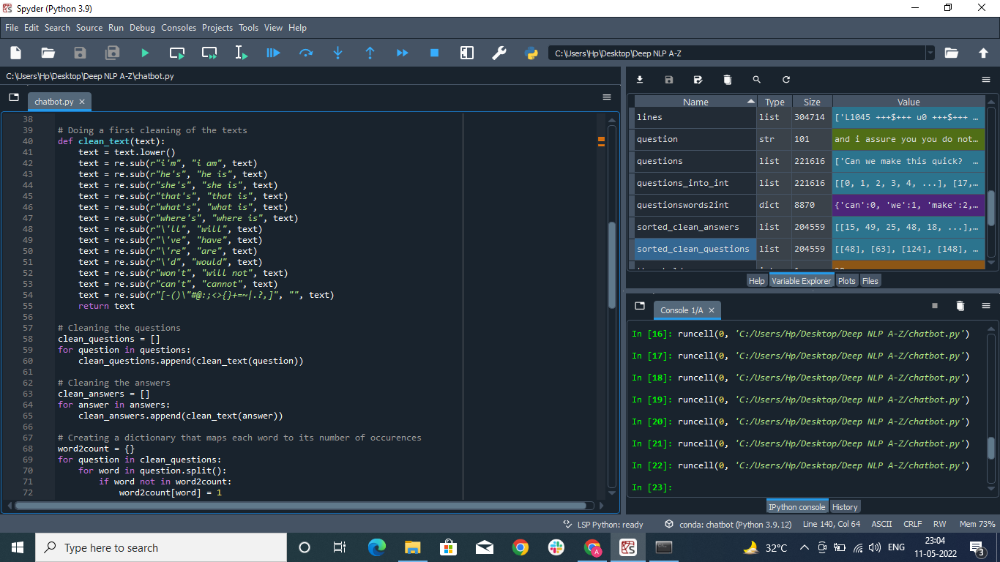 Spyder (Python 3.9)
File Edit Search Source Run Debug Consoles Projects Tools View Help
C:\Users\Hp\Desktop\Deep NLP A-Z
C:\Users\Hp\Desktop\Deep NLP A-Z\chatbot.py
chatbot.py
38
39 # Doing a first cleaning of the texts
40 def clean_text(text):
41 text = text.lower()
42 text = re.sub(r"i'm", "i am", text)
43 text = re.sub(r"he's", "he is", text)
44 text = re.sub(r"she's", "she is", text)
45 text = re.sub(r"that's", "that is", text)
46 text = re.sub(r"what's", "what is", text)
47 text = re.sub(r"where's", "where is", text)
48 text = re.sub(r"\'ll", "will", text)
49 text = re.sub(r"\'ve", "have", text)
50 text = re.sub(r"\'re", "are", text)
51 text = re.sub(r"\'d", "would", text)
52 text = re.sub(r"won't", "will not", text)
53 text = re.sub(r"can't", "cannot", text)
54 text = re.sub(r"[-()\"#@:;<>{}+=~|.?,]", "", text)
55 return text
56
57 # Cleaning the questions
58 clean_questions = []
59 for question in questions:
60 clean_questions.append(clean_text(question))
61
62 # Cleaning the answers
63 clean_answers = []
64 for answer in answers:
65 clean_answers.append(clean_text(answer))
66
67 # Creating a dictionary that maps each word to its number of occurences
68 word2count = {}
69 for question in clean_questions:
70 for word in question.split():
71 if word not in word2count:
72 word2count[word] = 1
Name Type Size Value
lines list 304714 ['L1045 +++$+++ u0 +++$+++ …
question str 101 and i assure you you do not…
questions list 221616 ['Can we make this quick? …
questions_into_int list 221616 [[0, 1, 2, 3, 4, ...], [17,…
questionswords2int dict 8870 {'can':0, 'we':1, 'make':2,…
sorted_clean_answers list 204559 [[15, 49, 25, 48, 18, ...],…
sorted_clean_questions list 204559 [[48], [63], [124], [148], …
Help Variable Explorer Plots Files
Console 1/A
In [16]: runcell(0, 'C:/Users/Hp/Desktop/Deep NLP A-Z/chatbot.py')
In [17]: runcell(0, 'C:/Users/Hp/Desktop/Deep NLP A-Z/chatbot.py')
In [18]: runcell(0, 'C:/Users/Hp/Desktop/Deep NLP A-Z/chatbot.py')
In [19]: runcell(0, 'C:/Users/Hp/Desktop/Deep NLP A-Z/chatbot.py')
In [20]: runcell(0, 'C:/Users/Hp/Desktop/Deep NLP A-Z/chatbot.py')
In [21]: runcell(0, 'C:/Users/Hp/Desktop/Deep NLP A-Z/chatbot.py')
In [22]: runcell(0, 'C:/Users/Hp/Desktop/Deep NLP A-Z/chatbot.py')
In [23]:
IPython console History
LSP Python: ready conda: chatbot (Python 3.9.12) Line 140, Col 64 ASCII CRLF RW Mem 73%
Type here to search
32°C ENG 23:04
11-05-2022
3